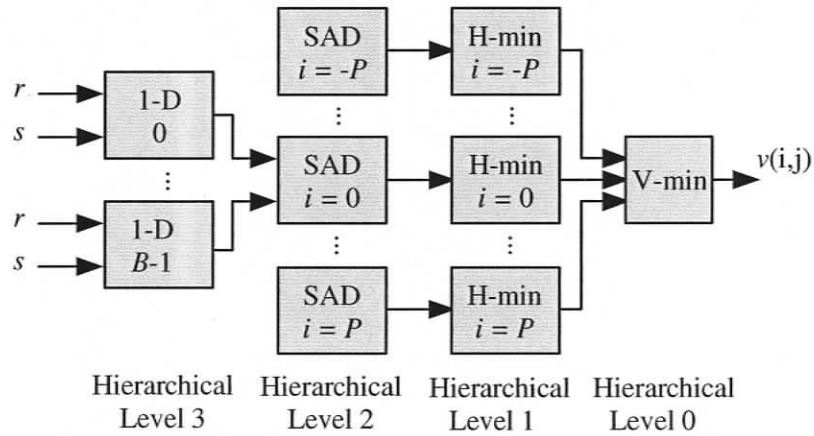 SAD
i = -P
H-min
i = -P
r
s
1-D
0
⋮
⋮
⋮
SAD
i = 0
H-min
i = 0
V-min
v(i,j)
r
s
1-D
B-1
⋮
⋮
SAD
i = P
H-min
i = P
Hierarchical
Level 3
Hierarchical
Level 2
Hierarchical
Level 1
Hierarchical
Level 0